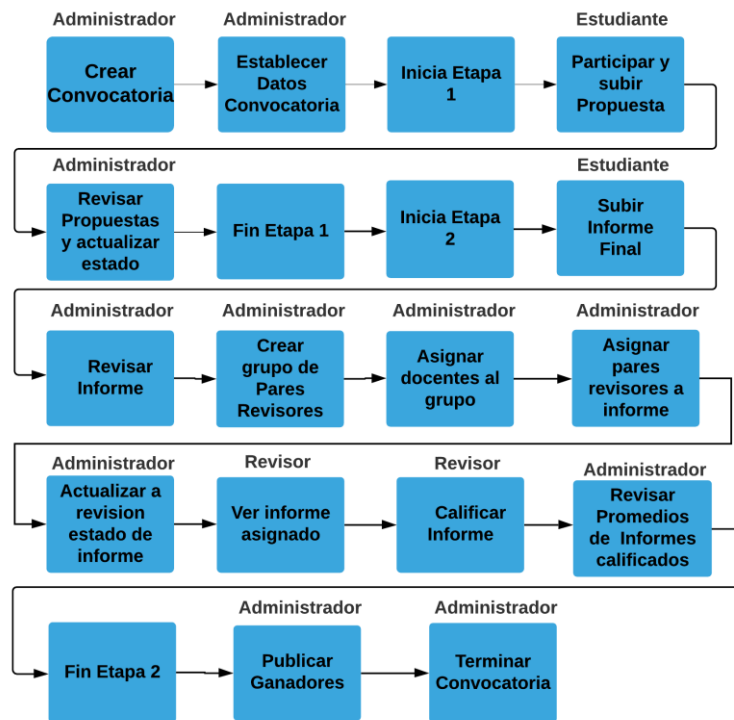 Administrador
Administrador
Estudiante
Crear
Convocatoria
Establecer
Datos
Convocatoria
Inicia Etapa
1
Participar y
subir
Propuesta
Administrador
Estudiante
Revisar
Propuestas
y actualizar
estado
Fin Etapa 1
Inicia Etapa
2
Subir
Informe
Final
Administrador
Administrador
Administrador
Administrador
Revisar
Informe
Crear
grupo de
Pares
Revisores
Asignar
docentes al
grupo
Asignar
pares
revisores a
informe
Administrador
Revisor
Revisor
Administrador
Actualizar a
revision
estado de
informe
Ver informe
asignado
Calificar
Informe
Revisar
Promedios
de Informes
calificados
Administrador
Administrador
Fin Etapa 2
Publicar
Ganadores
Terminar
Convocatoria